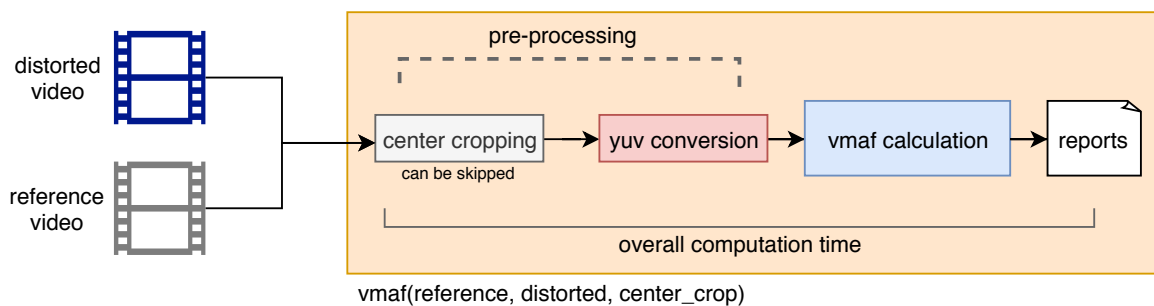 distorted
video
reference
video
pre-processing
center cropping
can be skipped
yuv conversion
vmaf calculation
reports
overall computation time
vmaf(reference, distorted, center_crop)